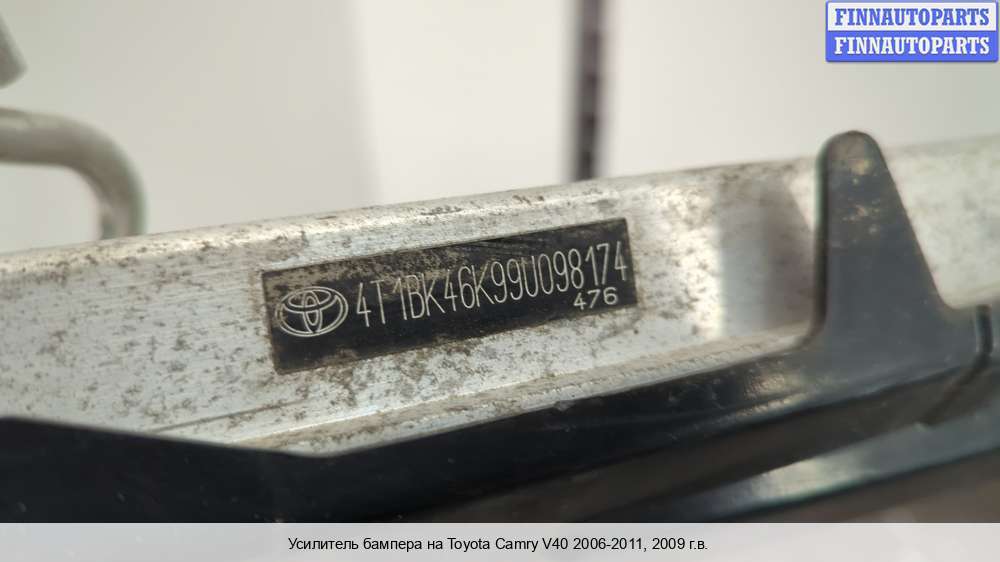 FINNAUTOPARTS
FINNAUTOPARTS
4T1BK46K99U098174
476
Усилитель бампера на Toyota Camry V40 2006-2011, 2009 г.в.